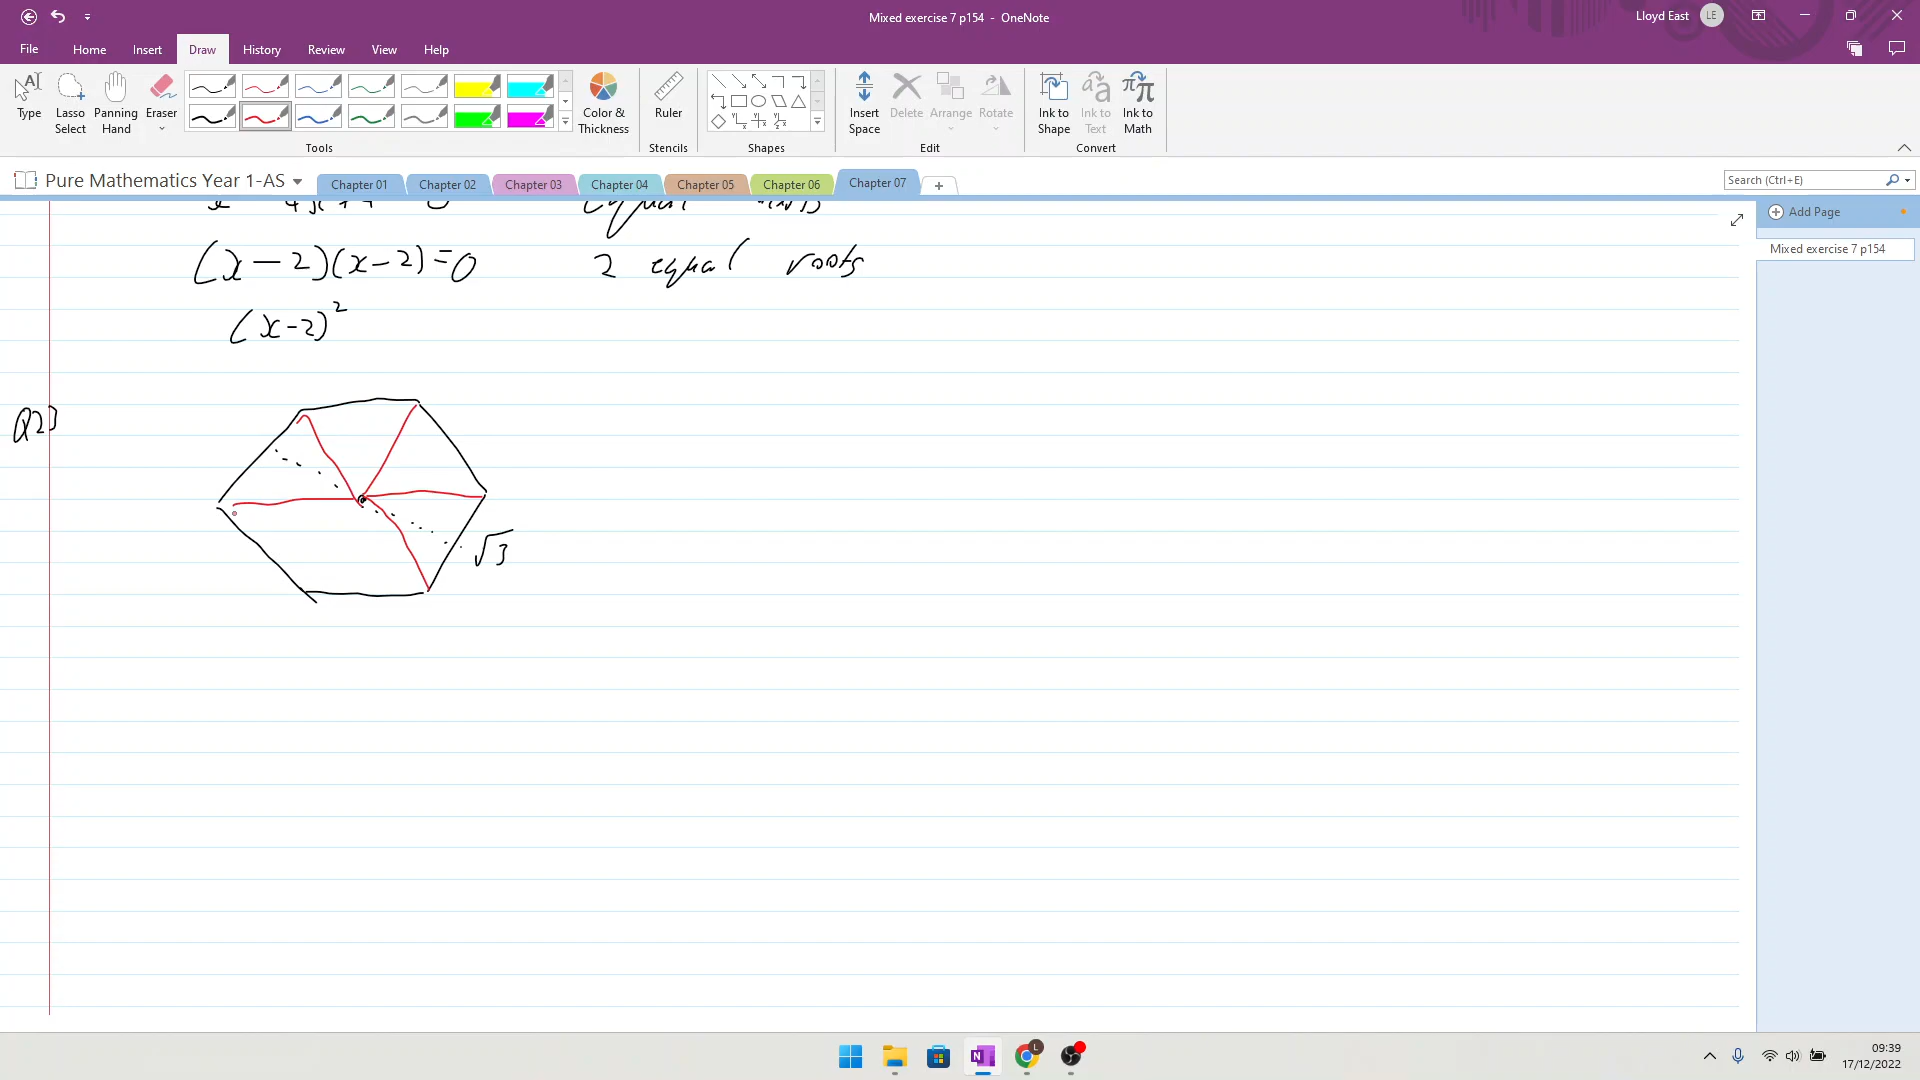 Mixed exercise 7 p154 - OneNote
Lloyd East LE
File Home Insert Draw History Review View Help
Type
Lasso Select
Panning Hand
Eraser
Color & Thickness
Ruler
Insert Space
Delete
Arrange
Rotate
Ink to Shape
Ink to Text
Ink to Math
Tools
Stencils
Shapes
Edit
Convert
Pure Mathematics Year 1-AS
Chapter 01 Chapter 02 Chapter 03 Chapter 04 Chapter 05 Chapter 06 Chapter 07
Search (Ctrl+E)
Add Page
Mixed exercise 7 p154
equal
(x-2)(x-2)=0 2 equal roots
(x-2)²
Q23
√3
09:39
17/12/2022